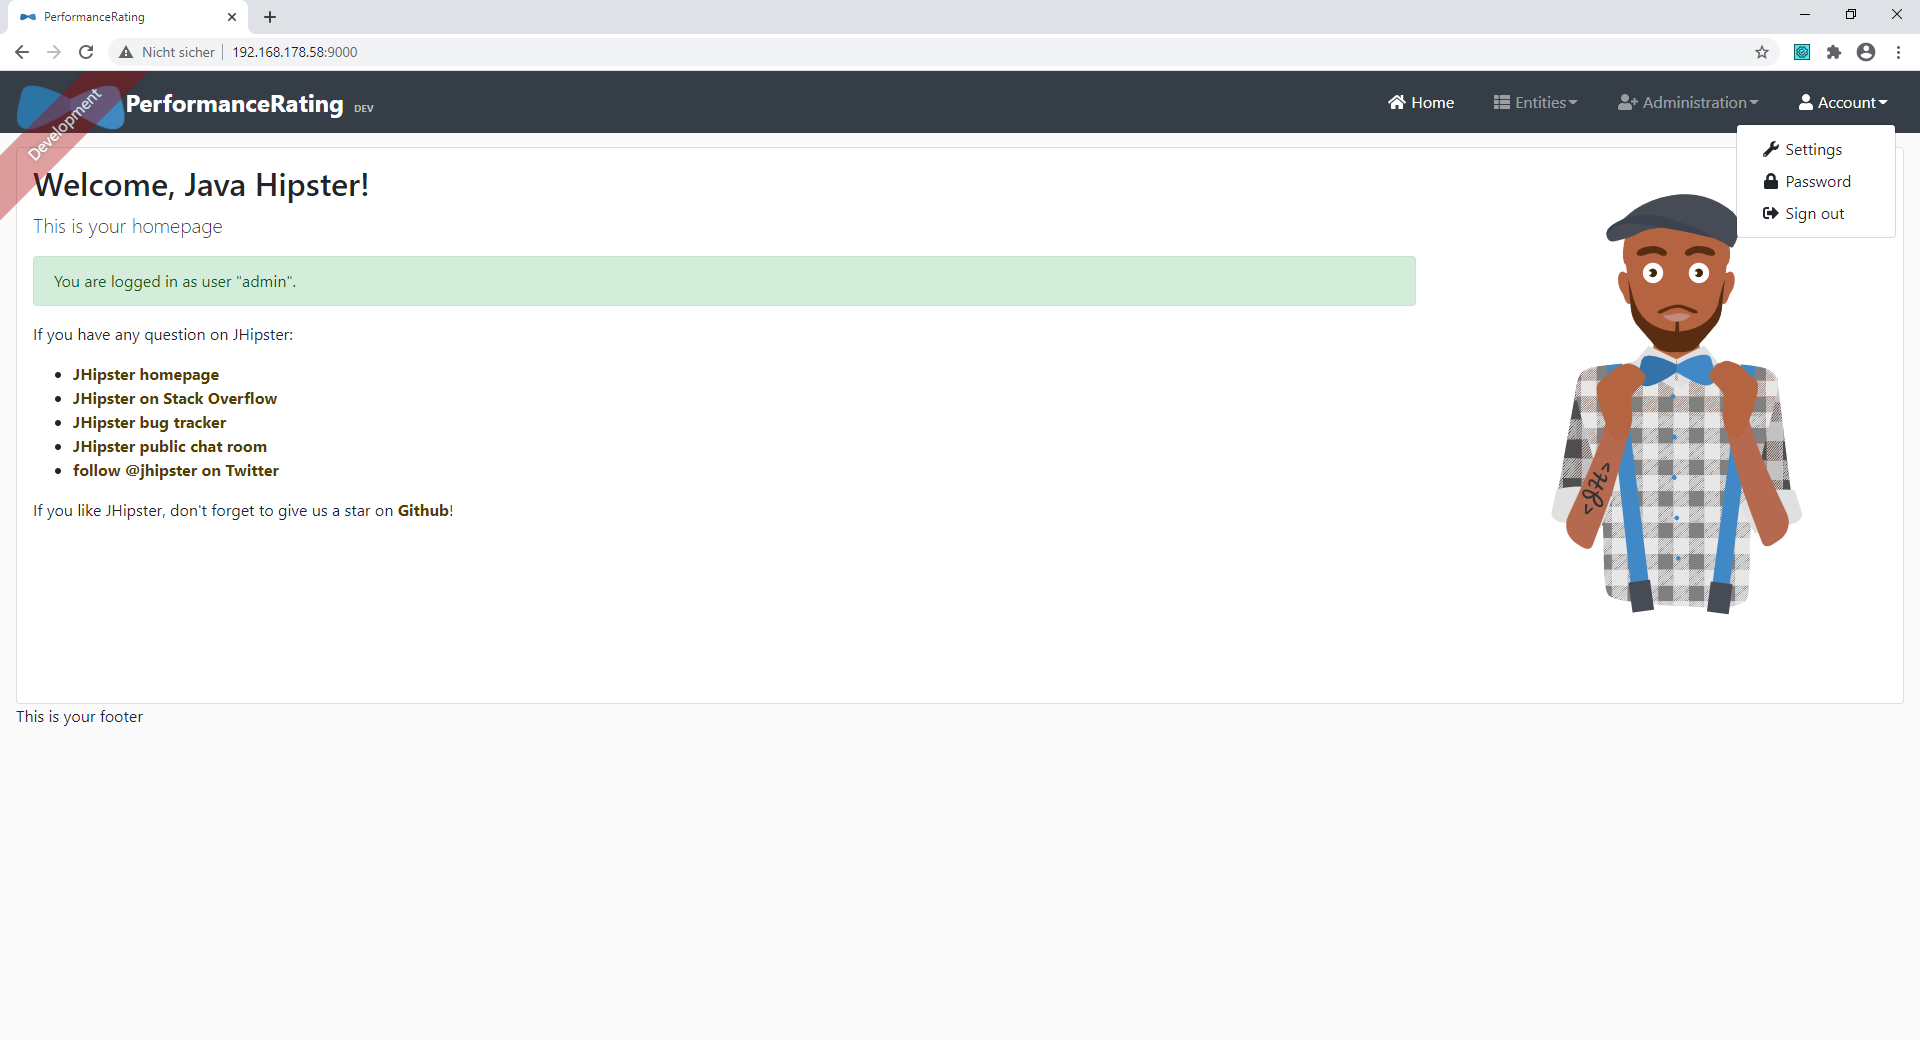 PerformanceRating
Nicht sicher 192.168.178.58:9000
Development
PerformanceRating DEV
Home Entities Administration Account
Settings
Password
Sign out
Welcome, Java Hipster!
This is your homepage
You are logged in as user "admin".
If you have any question on JHipster:
JHipster homepage
JHipster on Stack Overflow
JHipster bug tracker
JHipster public chat room
follow @jhipster on Twitter
If you like JHipster, don't forget to give us a star on Github!
This is your footer